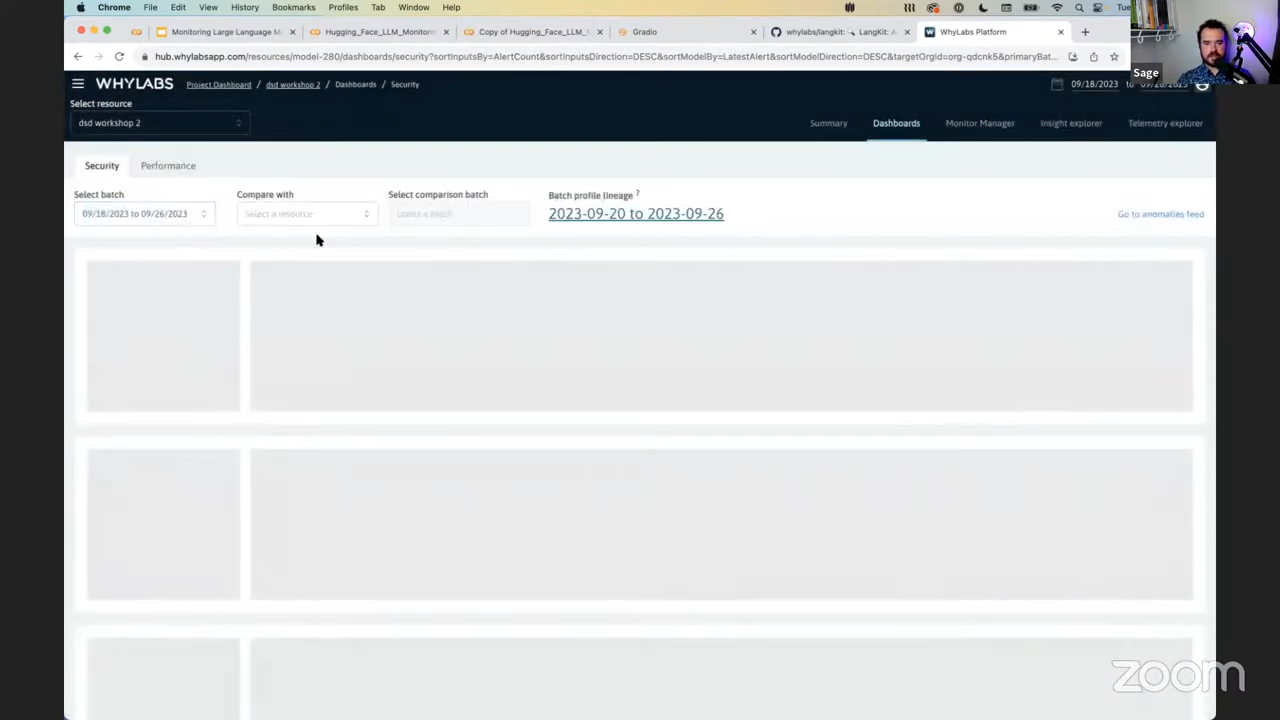 Chrome File Edit View History Bookmarks Profiles Tab Window Help Tue
Monitoring Large Language M Hugging_Face_LLM_Monitorin Copy of Hugging_Face_LLM_ Gradio whylabs/langkit: LangKit: A WhyLabs Platform
hub.whylabsapp.com/resources/model-280/dashboards/security?sortInputsBy=AlertCount&sortInputsDirection=DESC&sortModelBy=LatestAlert&sortModelDirection=DESC&targetOrgId=org-qdcnk5&primaryBat...
Sage
WHYLABS Project Dashboard / dsd workshop 2 / Dashboards / Security 09/18/2023 to
Select resource
dsd workshop 2
Summary Dashboards Monitor Manager Insight explorer Telemetry explorer
Security Performance
Select batch Compare with Select comparison batch Batch profile lineage ?
09/18/2023 to 09/26/2023 Select a resource 2023-09-20 to 2023-09-26 Go to anomalies feed
zoom